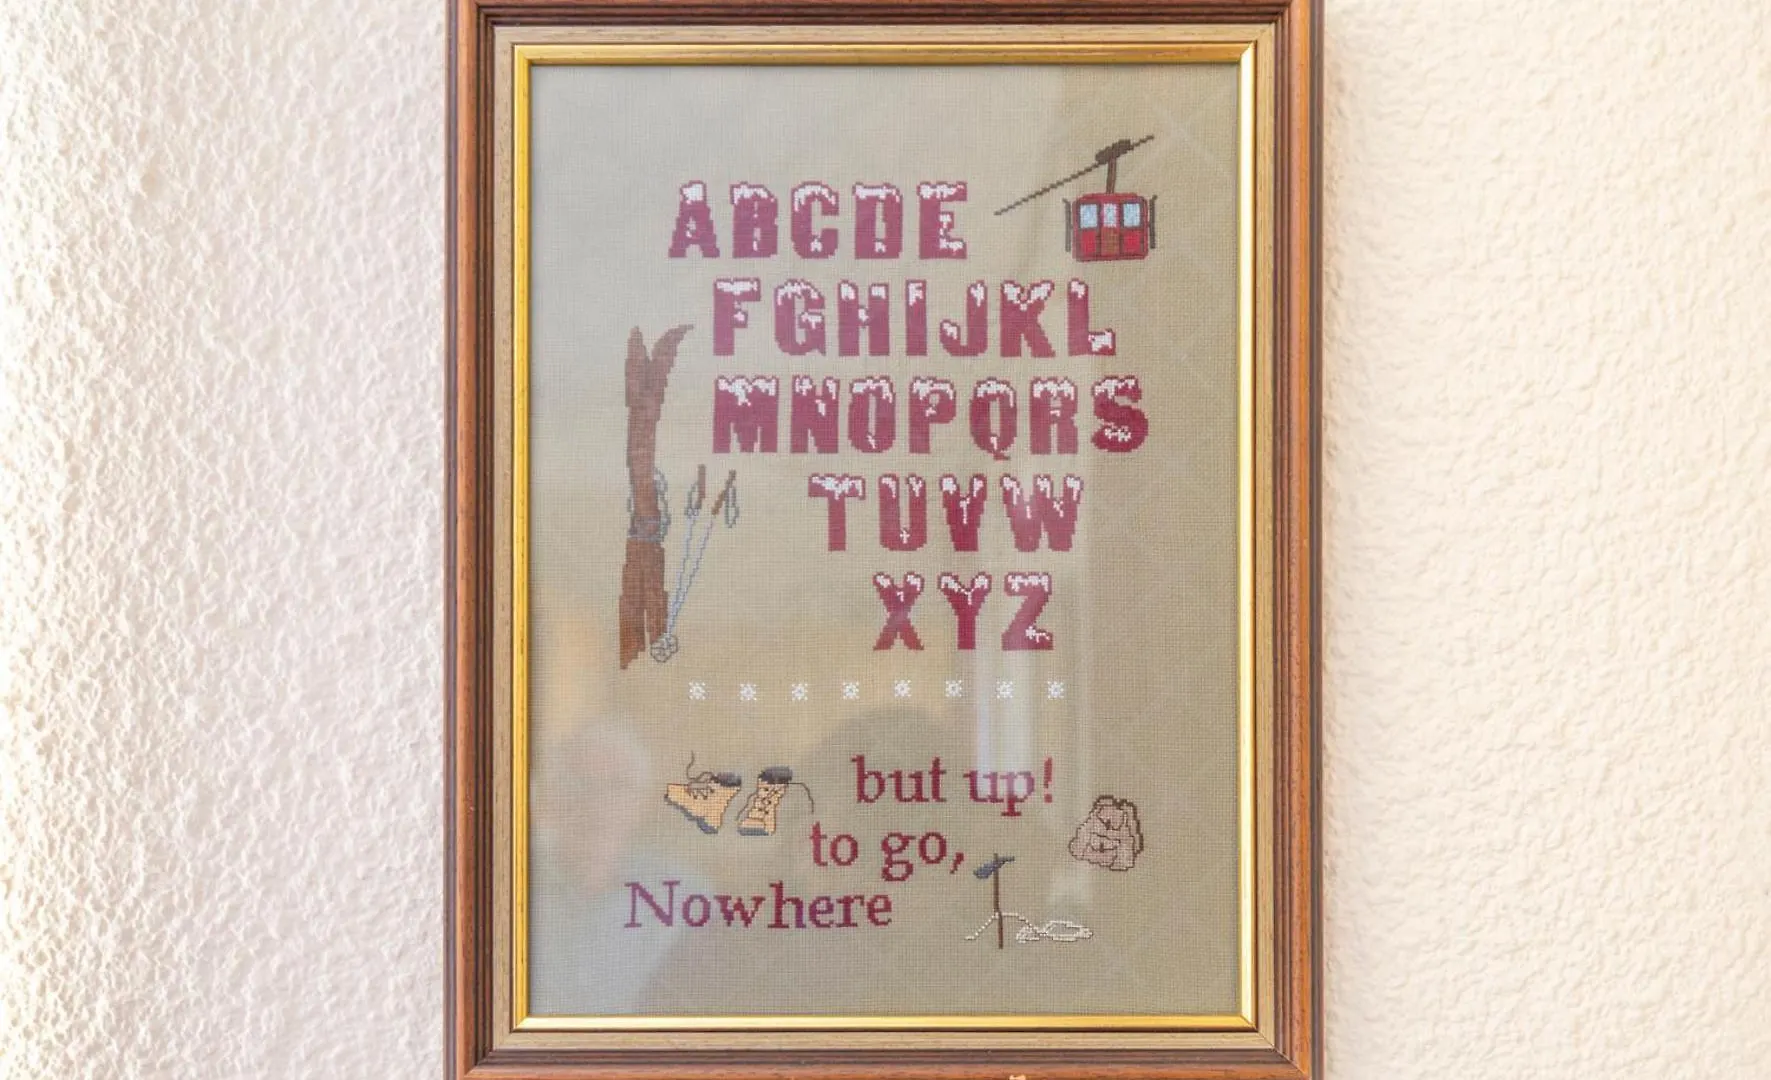 ABCDE
FGHIJKL
MNOPQRS
TUVW
XYZ
but up!
to go,
Nowhere